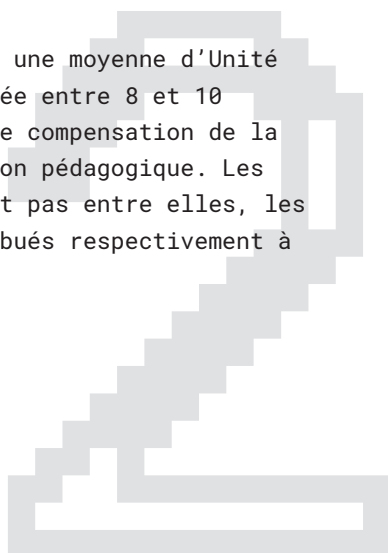 une moyenne d’Unité
ée entre 8 et 10
e compensation de la
on pédagogique. Les
t pas entre elles, les
bués respectivement à